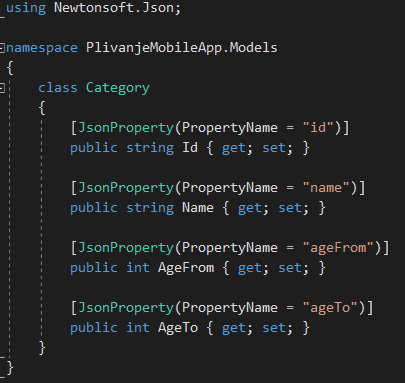 using Newtonsoft.Json;
namespace PlivanjeMobileApp.Models
{
class Category
{
[JsonProperty(PropertyName = "id")]
public string Id { get; set; }
[JsonProperty(PropertyName = "name")]
public string Name { get; set; }
[JsonProperty(PropertyName = "ageFrom")]
public int AgeFrom { get; set; }
[JsonProperty(PropertyName = "ageTo")]
public int AgeTo { get; set; }
}
}